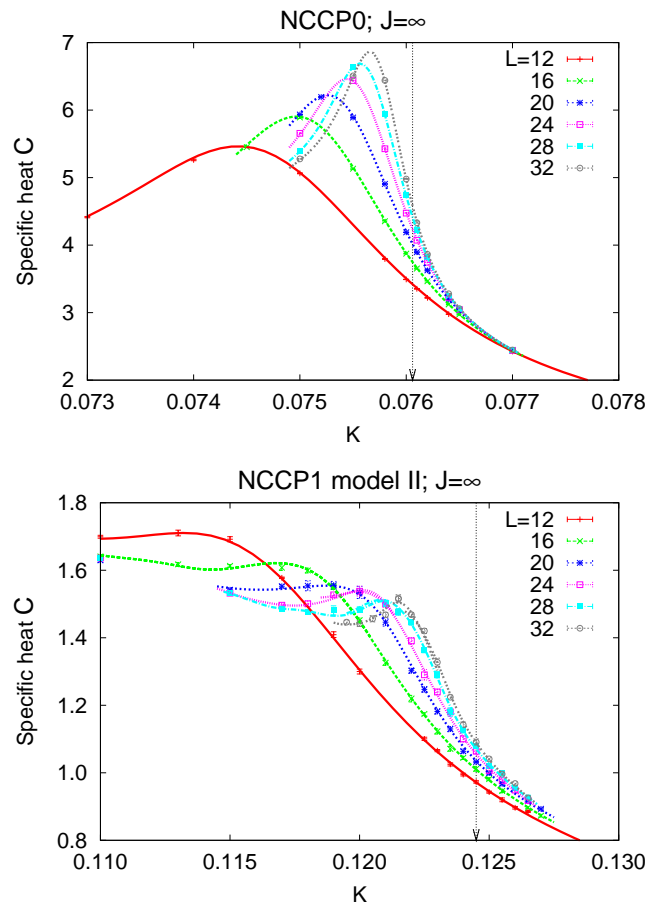 NCCP0; J=∞
7
6
5
4
3
2
Specific heat C
L=12
16
20
24
28
32
0.073 0.074 0.075 0.076 0.077 0.078
K
NCCP1 model II; J=∞
1.8
1.6
1.4
1.2
1.0
0.8
Specific heat C
L=12
16
20
24
28
32
0.110 0.115 0.120 0.125 0.130
K